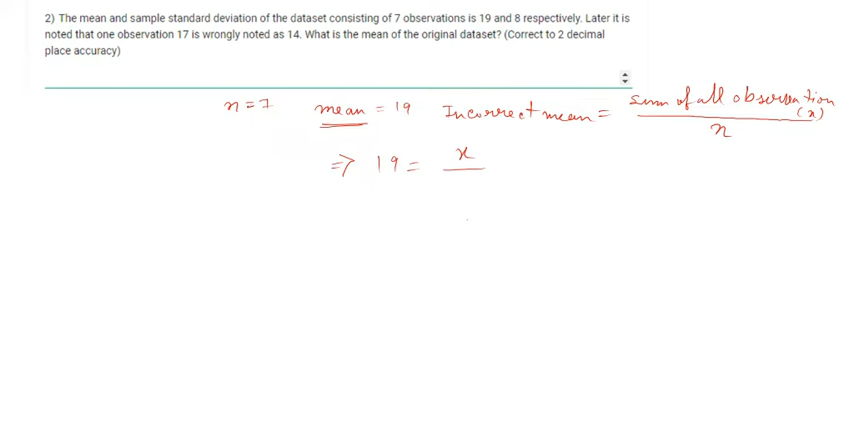 2) The mean and sample standard deviation of the dataset consisting of 7 observations is 19 and 8 respectively. Later it is
noted that one observation 17 is wrongly noted as 14. What is the mean of the original dataset? (Correct to 2 decimal
place accuracy)
n = 7 mean = 19 Incorrect mean = sum of all observation (x) / n
⇒ 19 = x